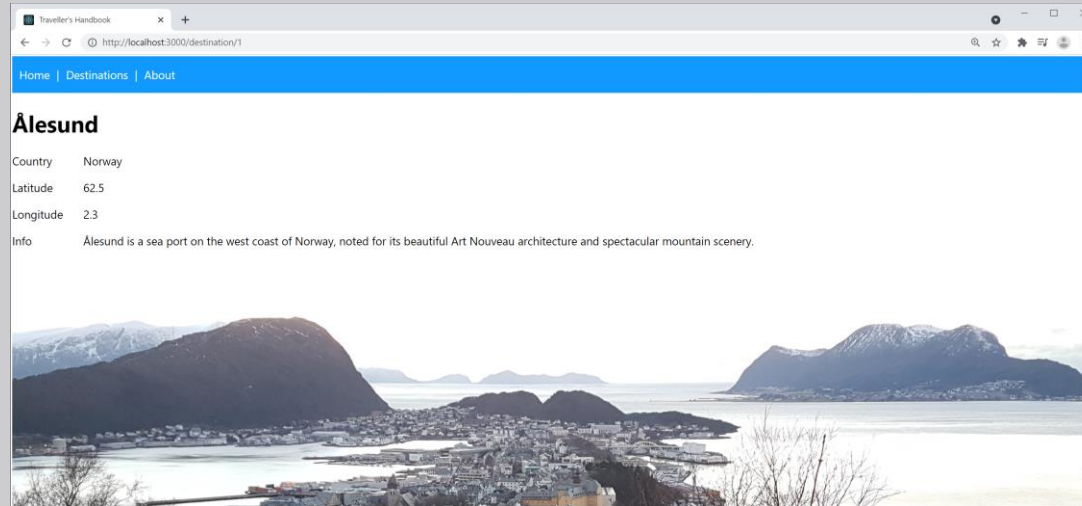 Traveller's Handbook
http://localhost:3000/destination/1
Home | Destinations | About
Ålesund
Country Norway
Latitude 62.5
Longitude 2.3
Info Ålesund is a sea port on the west coast of Norway, noted for its beautiful Art Nouveau architecture and spectacular mountain scenery.